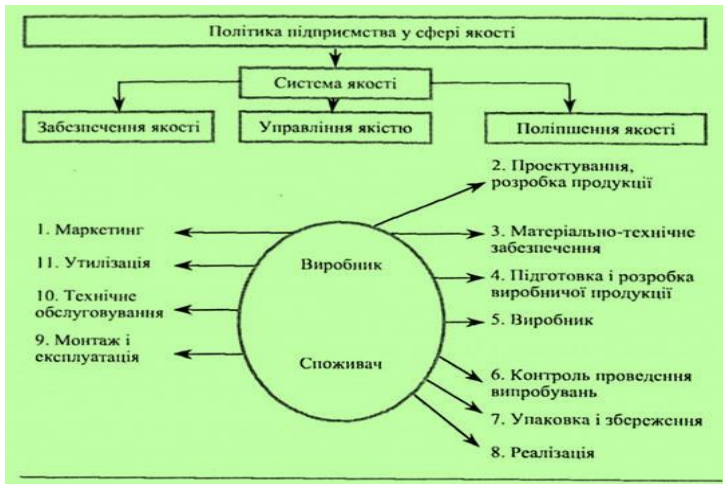 Політика підприємства у сфері якості
Система якості
Забезпечення якості
Управління якістю
Поліпшення якості
2. Проектування,
розробка продукції
1. Маркетинг
3. Матеріально-технічне
забезпечення
11. Утилізація
Виробник
4. Підготовка і розробка
виробничої продукції
10. Технічне
обслуговування
5. Виробник
9. Монтаж і
експлуатація
Споживач
6. Контроль проведення
випробувань
7. Упаковка і збереження
8. Реалізація